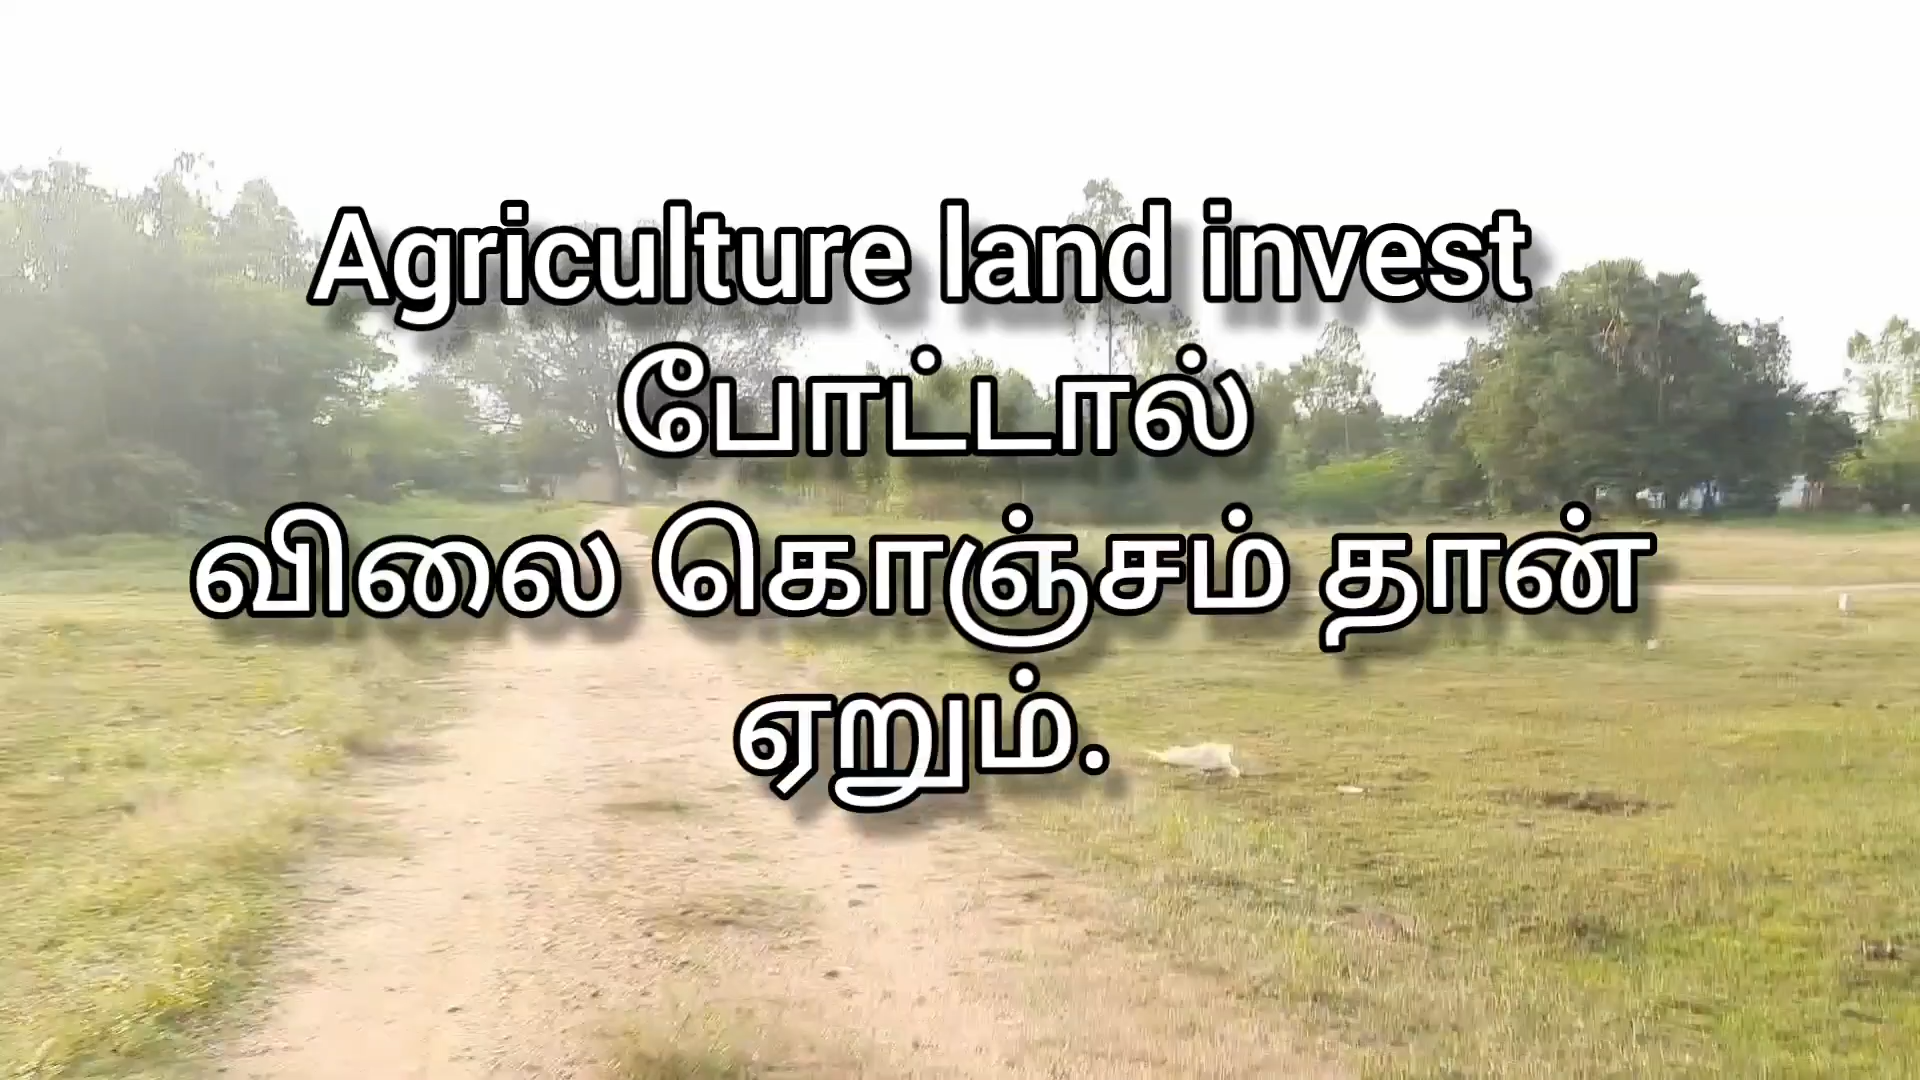 Agriculture land invest
போட்டால்
விலை கொஞ்சம் தான்
ஏறும்.